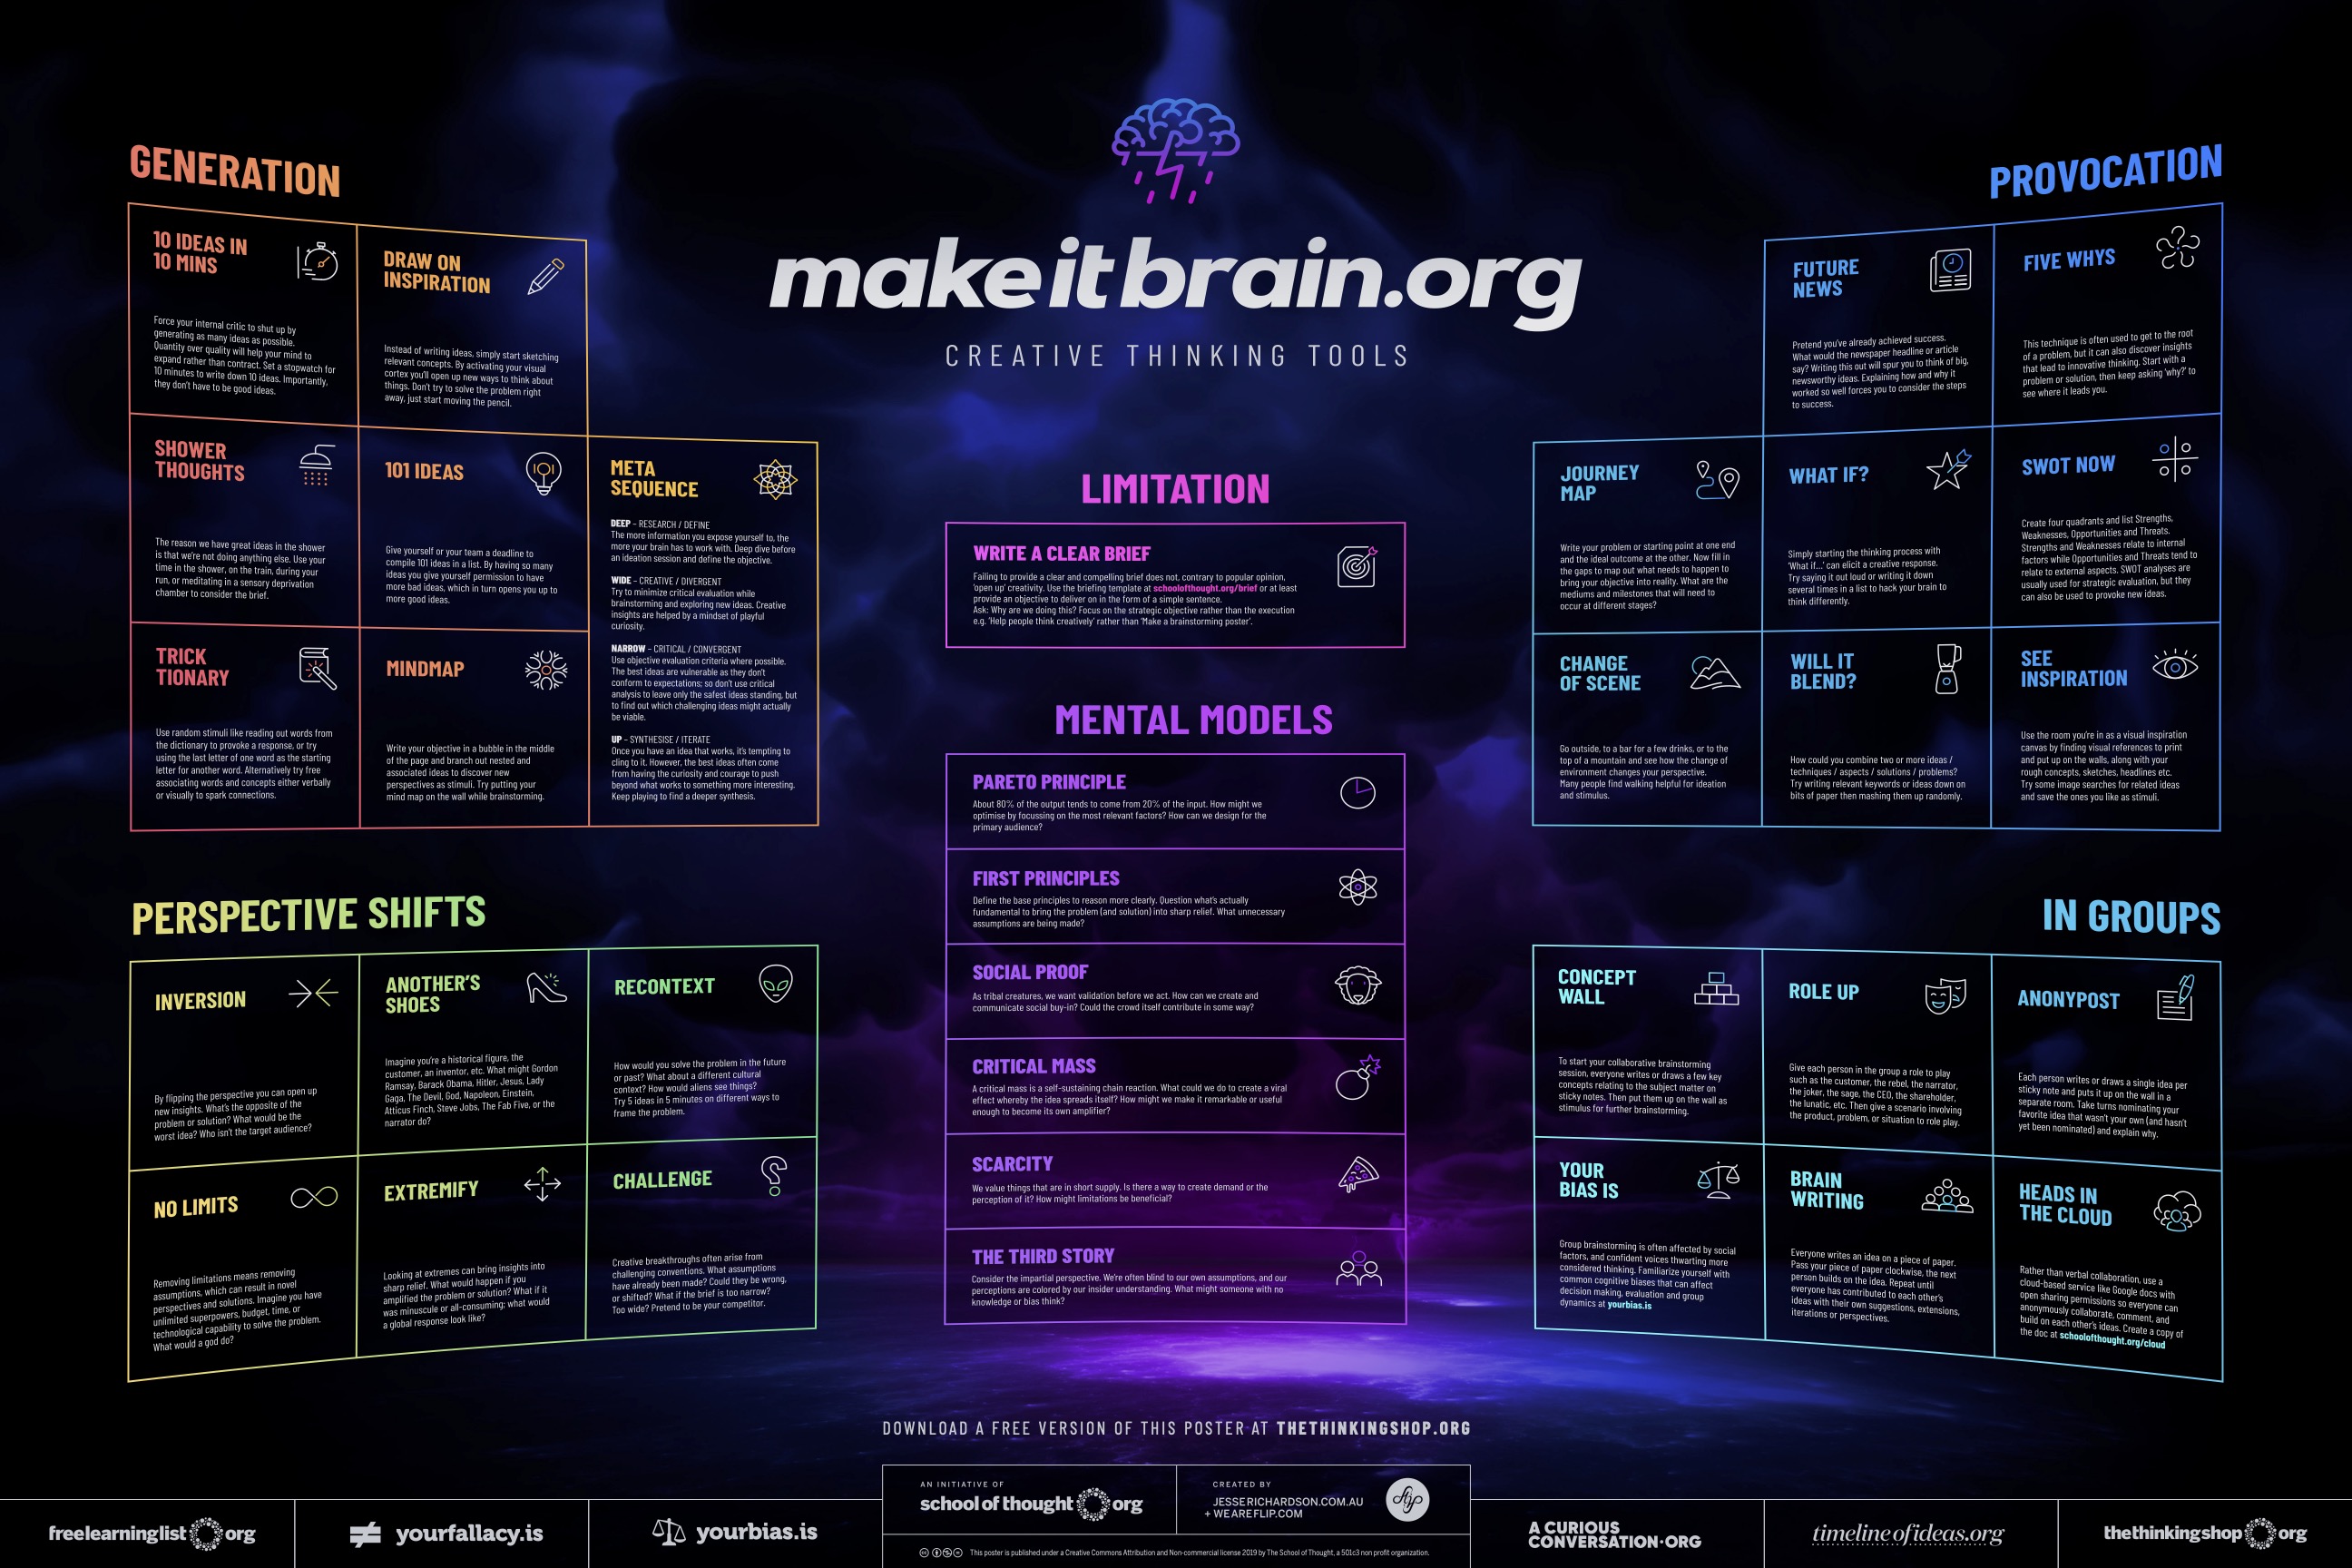 makeitbrain.org
CREATIVE THINKING TOOLS
GENERATION
10 IDEAS IN
10 MINS
Force your internal critic to shut up by
generating as many ideas as possible.
Quantity over quality will help your mind to
expand rather than contract. Set a stopwatch for
10 minutes to write down 10 ideas. Importantly,
they don't have to be good ideas.
DRAW ON
INSPIRATION
Instead of writing ideas, simply start sketching
relevant concepts. By activating your visual
cortex you'll open up new ways to think about
things. Don't try to solve the problem right
away, just start moving the pencil.
SHOWER
THOUGHTS
The reason we have great ideas in the shower
is that we're not doing anything else. Use your
time in the shower, on the train, during your
run, or meditating in a sensory deprivation
chamber to consider the brief.
101 IDEAS
Give yourself or your team a deadline to
compile 101 ideas in a list. By having so many
ideas you give yourself permission to have
more bad ideas, which in turn opens you up to
more good ideas.
META
SEQUENCE
DEEP – RESEARCH / DEFINE
The more information you expose yourself to, the
more your brain has to work with. Deep dive before
an ideation session and define the objective.
WIDE – CREATIVE / DIVERGENT
Try to minimize critical evaluation while
brainstorming and exploring new ideas. Creative
insights are helped by a mindset of playful
curiosity.
NARROW – CRITICAL / CONVERGENT
Use objective evaluation criteria where possible.
The best ideas are vulnerable as they don't
conform to expectations; so don't use critical
analysis to leave only the safest ideas standing, but
to find out which challenging ideas might actually
be viable.
UP – SYNTHESISE / ITERATE
Once you have an idea that works, it's tempting to
cling to it. However, the best ideas often come
from having the curiosity and courage to push
beyond what works to something more interesting.
Keep playing to find a deeper synthesis.
TRICK
TIONARY
Use random stimuli like reading out words from
the dictionary to provoke a response, or try
using the last letter of one word as the starting
letter for another word. Alternatively try free
associating words and concepts either verbally
or visually to spark connections.
MINDMAP
Write your objective in a bubble in the middle
of the page and branch out nested and
associated ideas to discover new
perspectives as stimuli. Try putting your
mind map on the wall while brainstorming.
LIMITATION
WRITE A CLEAR BRIEF
Failing to provide a clear and compelling brief does not, contrary to popular opinion,
'open up' creativity. Use the briefing template at schoolofthought.org/brief or at least
provide an objective to deliver on in the form of a simple sentence.
Ask: Why are we doing this? Focus on the strategic objective rather than the execution
e.g. 'Help people think creatively' rather than 'Make a brainstorming poster'.
MENTAL MODELS
PARETO PRINCIPLE
About 80% of the output tends to come from 20% of the input. How might we
optimise by focussing on the most relevant factors? How can we design for the
primary audience?
FIRST PRINCIPLES
Define the base principles to reason more clearly. Question what's actually
fundamental to bring the problem (and solution) into sharp relief. What unnecessary
assumptions are being made?
SOCIAL PROOF
As tribal creatures, we want validation before we act. How can we create and
communicate social buy-in? Could the crowd itself contribute in some way?
CRITICAL MASS
A critical mass is a self-sustaining chain reaction. What could we do to create a viral
effect whereby the idea spreads itself? How might we make it remarkable or useful
enough to become its own amplifier?
SCARCITY
We value things that are in short supply. Is there a way to create demand or the
perception of it? How might limitations be beneficial?
THE THIRD STORY
Consider the impartial perspective. We're often blind to our own assumptions, and our
perceptions are colored by our insider understanding. What might someone with no
knowledge or bias think?
PROVOCATION
FUTURE
NEWS
Pretend you've already achieved success.
What would the newspaper headline or article
say? Writing this out will spur you to think of big,
newsworthy ideas. Explaining how and why it
worked so well forces you to consider the steps
to success.
FIVE WHYS
This technique is often used to get to the root
of a problem, but it can also discover insights
that lead to innovative thinking. Start with a
problem or solution, then keep asking 'why?' to
see where it leads you.
JOURNEY
MAP
Write your problem or starting point at one end
and the ideal outcome at the other. Now fill in
the gaps to map out what needs to happen to
bring your objective into reality. What are the
mediums and milestones that will need to
occur at different stages?
WHAT IF?
Simply starting the thinking process with
'What if...' can elicit a creative response.
Try saying it out loud or writing it down
several times in a list to hack your brain to
think differently.
SWOT NOW
Create four quadrants and list Strengths,
Weaknesses, Opportunities and Threats.
Strengths and Weaknesses relate to internal
factors while Opportunities and Threats tend to
relate to external aspects. SWOT analyses are
usually used for strategic evaluation, but they
can also be used to provoke new ideas.
CHANGE
OF SCENE
Go outside, to a bar for a few drinks, or to the
top of a mountain and see how the change of
environment changes your perspective.
Many people find walking helpful for ideation
and stimulus.
WILL IT
BLEND?
How could you combine two or more ideas /
techniques / aspects / solutions / problems?
Try writing relevant keywords or ideas down on
bits of paper then mashing them up randomly.
SEE
INSPIRATION
Use the room you're in as a visual inspiration
canvas by finding visual references to print
and put up on the walls, along with your
rough concepts, sketches, headlines etc.
Try some image searches for related ideas
and save the ones you like as stimuli.
PERSPECTIVE SHIFTS
INVERSION
By flipping the perspective you can open up
new insights. What's the opposite of the
problem or solution? What would be the
worst idea? Who isn't the target audience?
ANOTHER'S
SHOES
Imagine you're a historical figure, the
customer, an inventor, etc. What might Gordon
Ramsay, Barack Obama, Hitler, Jesus, Lady
Gaga, The Devil, God, Napoleon, Einstein,
Atticus Finch, Steve Jobs, The Fab Five, or the
narrator do?
RECONTEXT
How would you solve the problem in the future
or past? What about a different cultural
context? How would aliens see things?
Try 5 ideas in 5 minutes on different ways to
frame the problem.
NO LIMITS
Removing limitations means removing
assumptions, which can result in novel
perspectives and solutions. Imagine you have
unlimited superpowers, budget, time, or
technological capability to solve the problem.
What would a god do?
EXTREMIFY
Looking at extremes can bring insights into
sharp relief. What would happen if you
amplified the problem or solution? What if it
was minuscule or all-consuming; what would
a global response look like?
CHALLENGE
Creative breakthroughs often arise from
challenging conventions. What assumptions
have already been made? Could they be wrong,
or shifted? What if the brief is too narrow?
Too wide? Pretend to be your competitor.
IN GROUPS
CONCEPT
WALL
To start your collaborative brainstorming
session, everyone writes or draws a few key
concepts relating to the subject matter on
sticky notes. Then put them up on the wall as
stimulus for further brainstorming.
ROLE UP
Give each person in the group a role to play
such as the customer, the rebel, the narrator,
the joker, the sage, the CEO, the shareholder,
the lunatic, etc. Then give a scenario involving
the product, problem, or situation to role play.
ANONYPOST
Each person writes or draws a single idea per
sticky note and puts it up on the wall in a
separate room. Take turns nominating your
favorite idea that wasn't your own (and hasn't
yet been nominated) and explain why.
YOUR
BIAS IS
Group brainstorming is often affected by social
factors, and confident voices thwarting more
considered thinking. Familiarize yourself with
common cognitive biases that can affect
decision making, evaluation and group
dynamics at yourbias.is
BRAIN
WRITING
Everyone writes an idea on a piece of paper.
Pass your piece of paper clockwise, the next
person builds on the idea. Repeat until
everyone has contributed to each other's
ideas with their own suggestions, extensions,
iterations or perspectives.
HEADS IN
THE CLOUD
Rather than verbal collaboration, use a
cloud-based service like Google docs with
open sharing permissions so everyone can
anonymously collaborate, comment, and
build on each other's ideas. Create a copy of
the doc at schoolofthought.org/cloud
DOWNLOAD A FREE VERSION OF THIS POSTER AT THETHINKINGSHOP.ORG
AN INITIATIVE OF
school of thought org
CREATED BY
JESSERICHARDSON.COM.AU
+ WEAREFLIP.COM
This poster is published under a Creative Commons Attribution and Non-commercial license 2019 by The School of Thought, a 501c3 non profit organization.
freelearninglist org
yourfallacy.is
yourbias.is
A CURIOUS
CONVERSATION·ORG
timelineofideas.org
thethinkingshop org